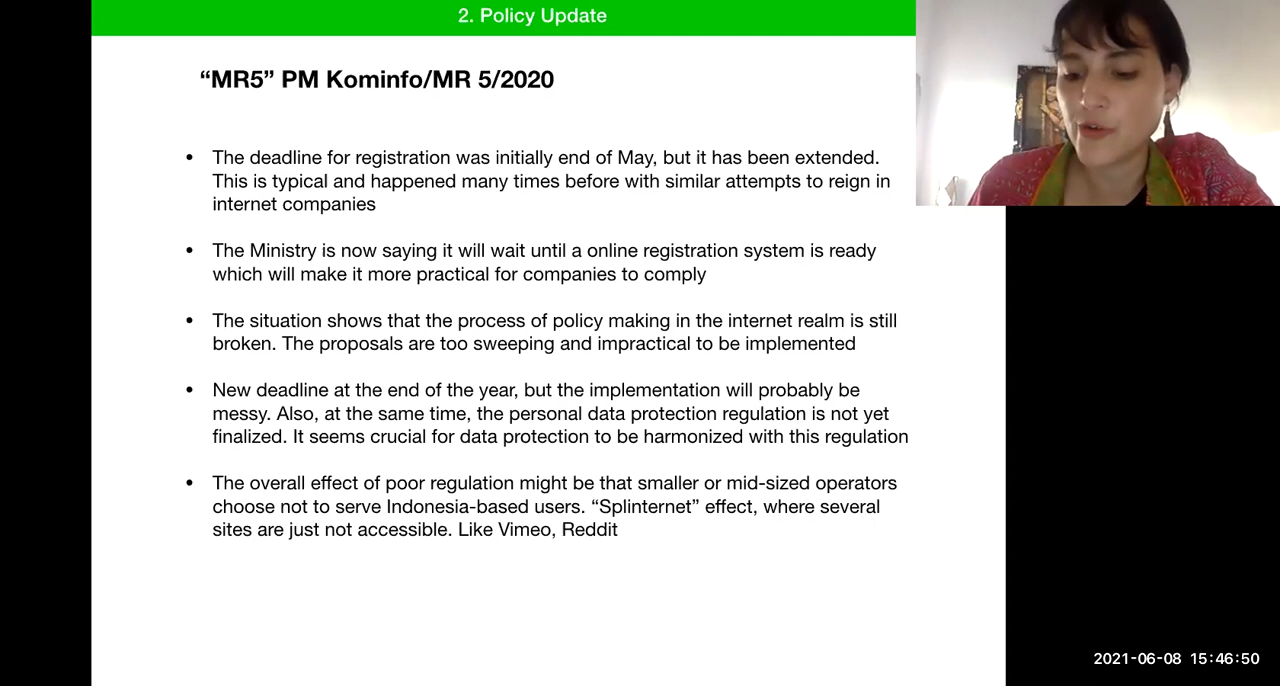 2. Policy Update
“MR5” PM Kominfo/MR 5/2020
• The deadline for registration was initially end of May, but it has been extended.
This is typical and happened many times before with similar attempts to reign in
internet companies
• The Ministry is now saying it will wait until a online registration system is ready
which will make it more practical for companies to comply
• The situation shows that the process of policy making in the internet realm is still
broken. The proposals are too sweeping and impractical to be implemented
• New deadline at the end of the year, but the implementation will probably be
messy. Also, at the same time, the personal data protection regulation is not yet
finalized. It seems crucial for data protection to be harmonized with this regulation
• The overall effect of poor regulation might be that smaller or mid-sized operators
choose not to serve Indonesia-based users. “Splinternet” effect, where several
sites are just not accessible. Like Vimeo, Reddit
2021-06-08 15:46:50